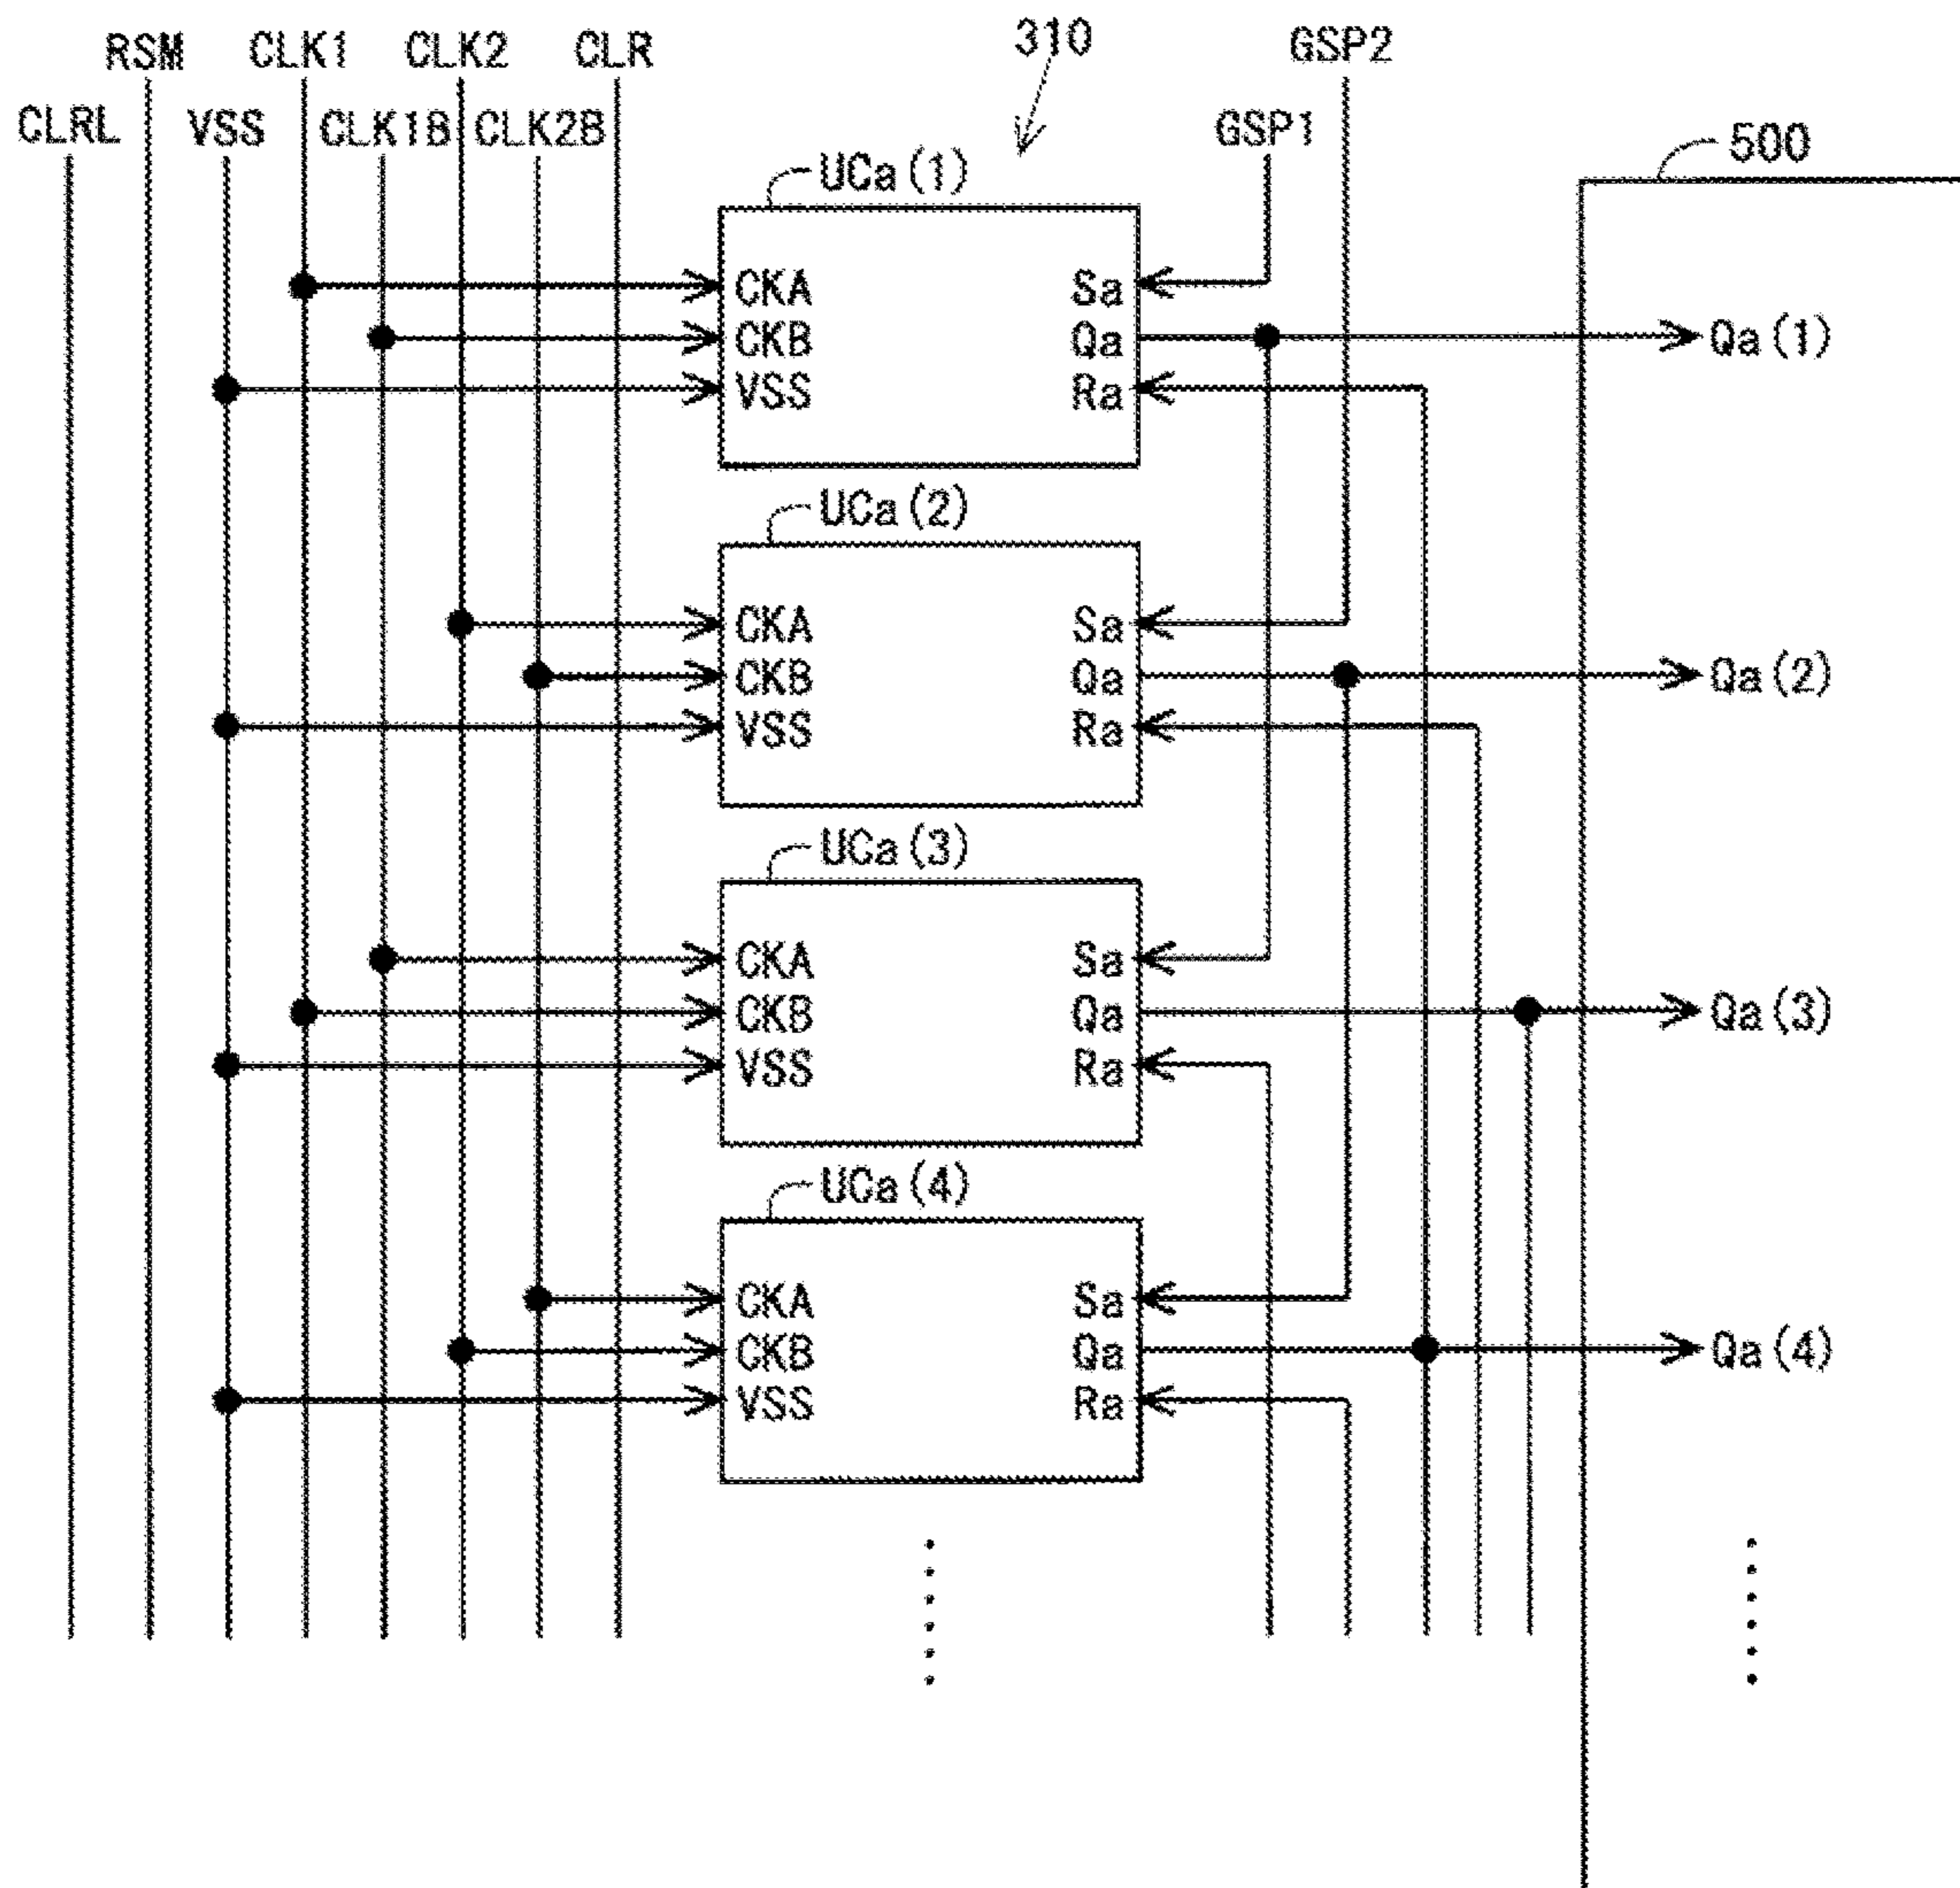 RSM CLK1 CLK2 CLR 310 GSP2
CLRL VSS CLK1B CLK2B GSP1 500
UCa(1)
CKA Sa
CKB Qa Qa(1)
VSS Ra
UCa(2)
CKA Sa
CKB Qa Qa(2)
VSS Ra
UCa(3)
CKA Sa
CKB Qa Qa(3)
VSS Ra
UCa(4)
CKA Sa
CKB Qa Qa(4)
VSS Ra